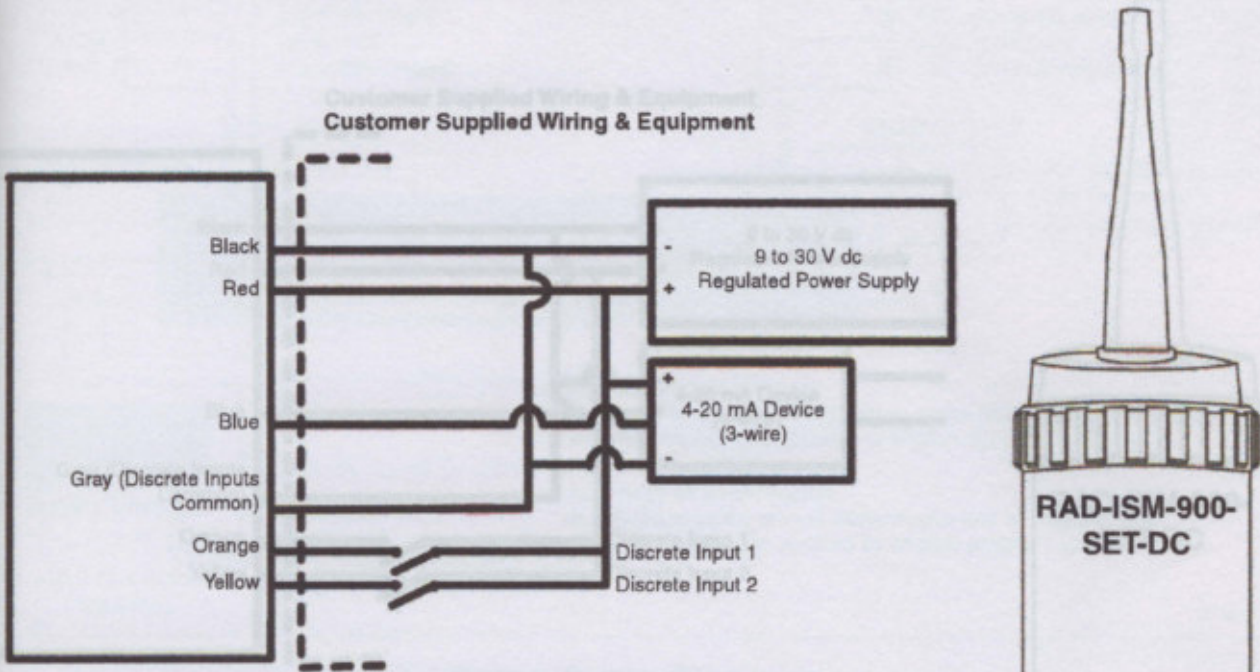 Customer Supplied Wiring & Equipment
Black
Red
Blue
Gray (Discrete Inputs
Common)
Orange
Yellow
-
9 to 30 V dc
Regulated Power Supply
+
+
4-20 mA Device
(3-wire)
-
Discrete Input 1
Discrete Input 2
RAD-ISM-900-
SET-DC